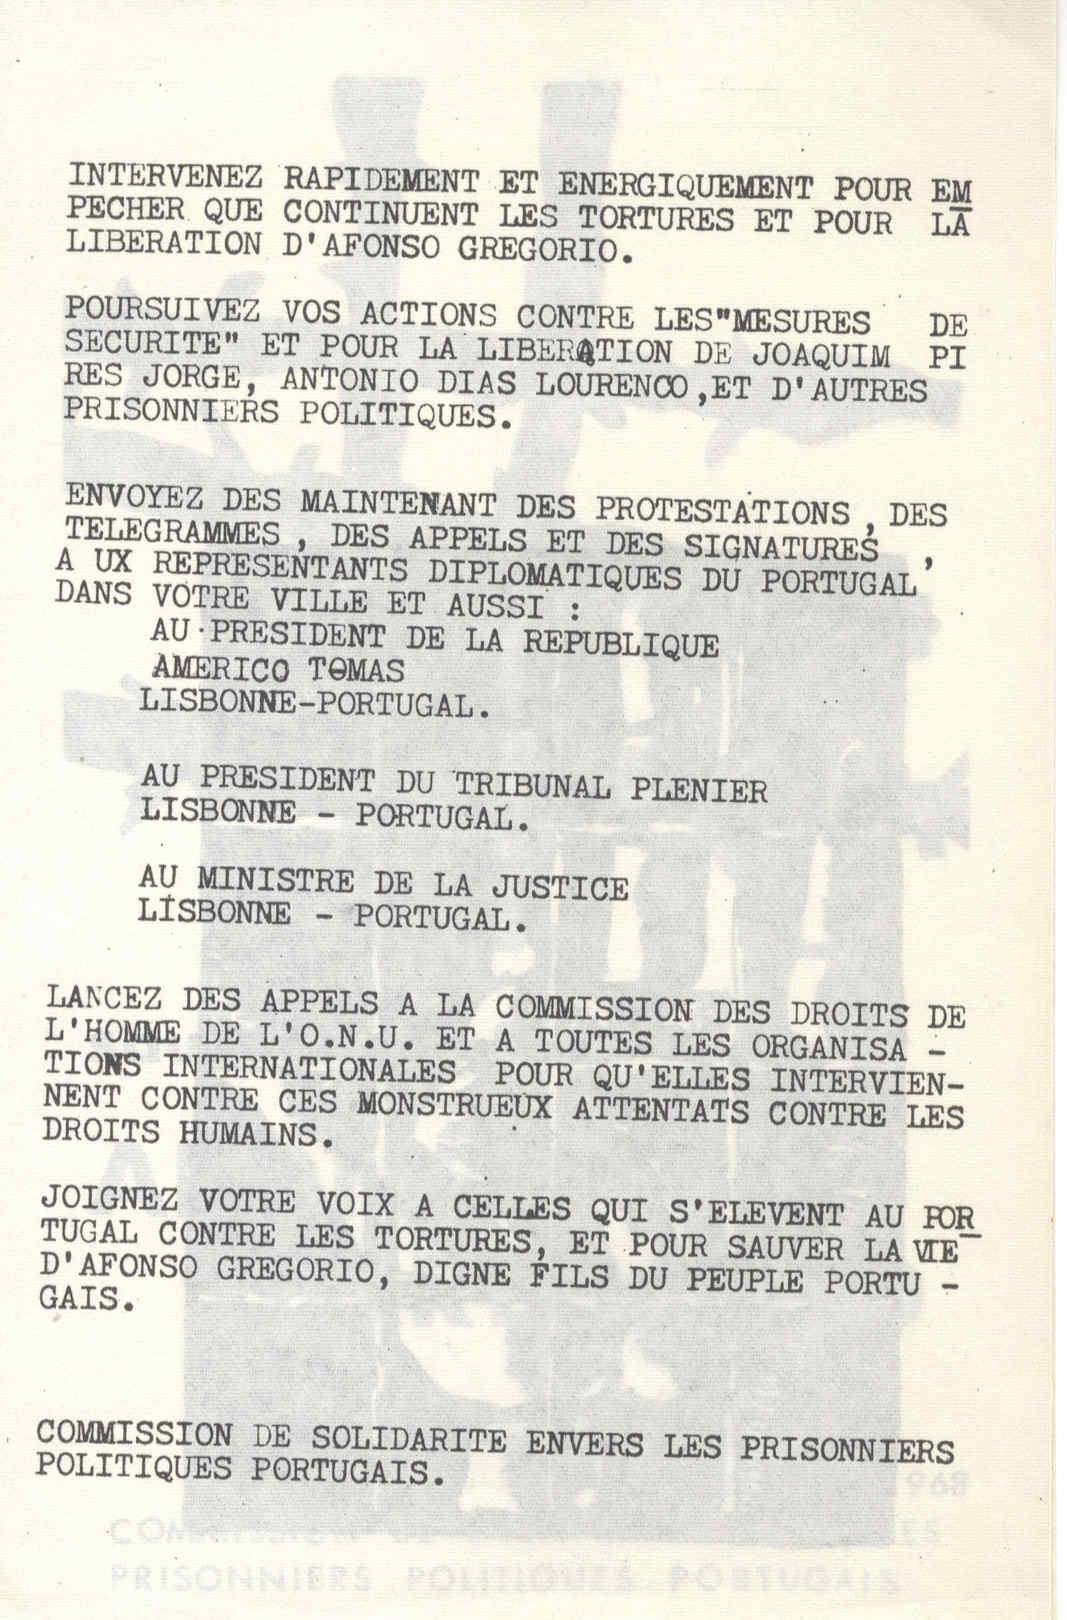 INTERVENEZ RAPIDEMENT ET ENERGIQUEMENT POUR EM
PECHER QUE CONTINUENT LES TORTURES ET POUR LA
LIBERATION D'AFONSO GREGORIO.
POURSUIVEZ VOS ACTIONS CONTRE LES"MESURES DE
SECURITE" ET POUR LA LIBERATION DE JOAQUIM PI
RES JORGE, ANTONIO DIAS LOURENCO ,ET D'AUTRES
PRISONNIERS POLITIQUES.
ENVOYEZ DES MAINTENANT DES PROTESTATIONS , DES
TELEGRAMMES , DES APPELS ET DES SIGNATURES ,
A UX REPRESENTANTS DIPLOMATIQUES DU PORTUGAL
DANS VOTRE VILLE ET AUSSI :
AU PRESIDENT DE LA REPUBLIQUE
AMERICO TOMAS
LISBONNE-PORTUGAL.
AU PRESIDENT DU TRIBUNAL PLENIER
LISBONNE - PORTUGAL.
AU MINISTRE DE LA JUSTICE
LISBONNE - PORTUGAL.
LANCEZ DES APPELS A LA COMMISSION DES DROITS DE
L'HOMME DE L'O.N.U. ET A TOUTES LES ORGANISA -
TIONS INTERNATIONALES POUR QU'ELLES INTERVIEN-
NENT CONTRE CES MONSTRUEUX ATTENTATS CONTRE LES
DROITS HUMAINS.
JOIGNEZ VOTRE VOIX A CELLES QUI S'ELEVENT AU POR
TUGAL CONTRE LES TORTURES, ET POUR SAUVER LA VIE
D'AFONSO GREGORIO, DIGNE FILS DU PEUPLE PORTU -
GAIS.
COMMISSION DE SOLIDARITE ENVERS LES PRISONNIERS
POLITIQUES PORTUGAIS.
968
PRISONNIERS POLITIQUES PORTUGAIS